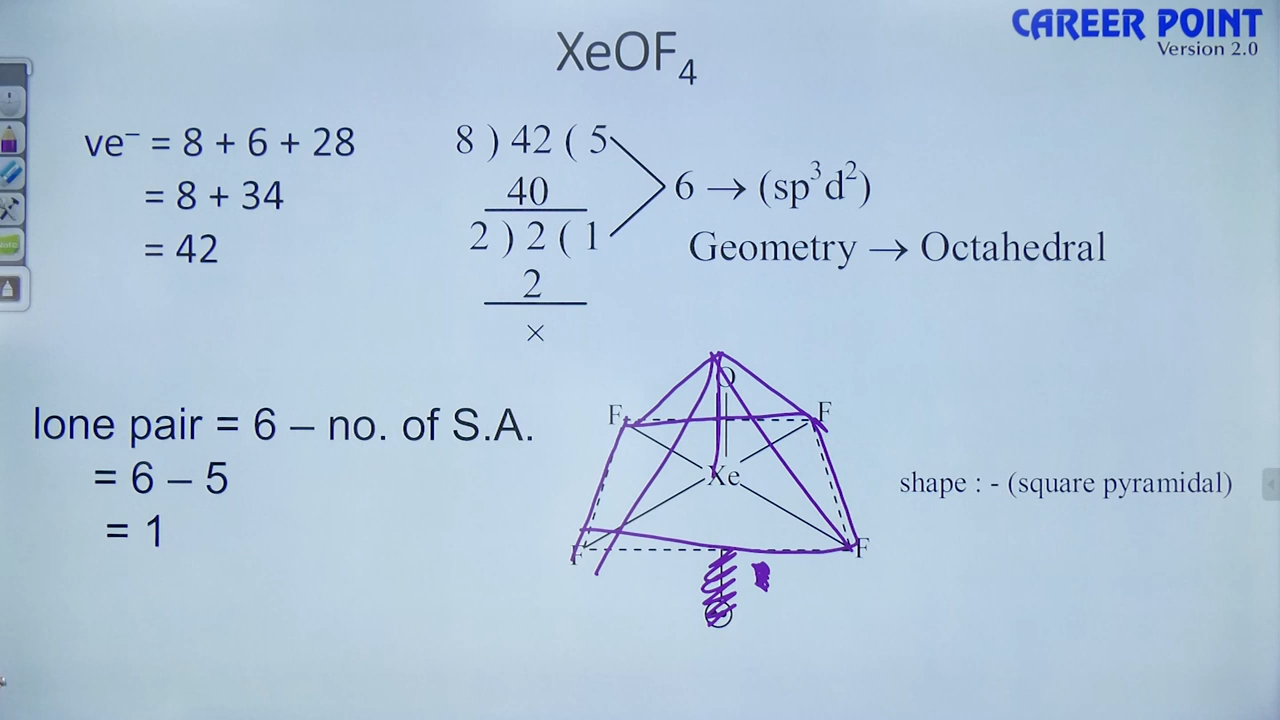 CAREER POINT
Version 2.0
XeOF₄
ve⁻ = 8 + 6 + 28
= 8 + 34
= 42
8 ) 42 ( 5
40
2 ) 2 ( 1
2
×
6 → (sp³d²)
Geometry → Octahedral
lone pair = 6 – no. of S.A.
= 6 – 5
= 1
O
F F
Xe
F F
shape : - (square pyramidal)